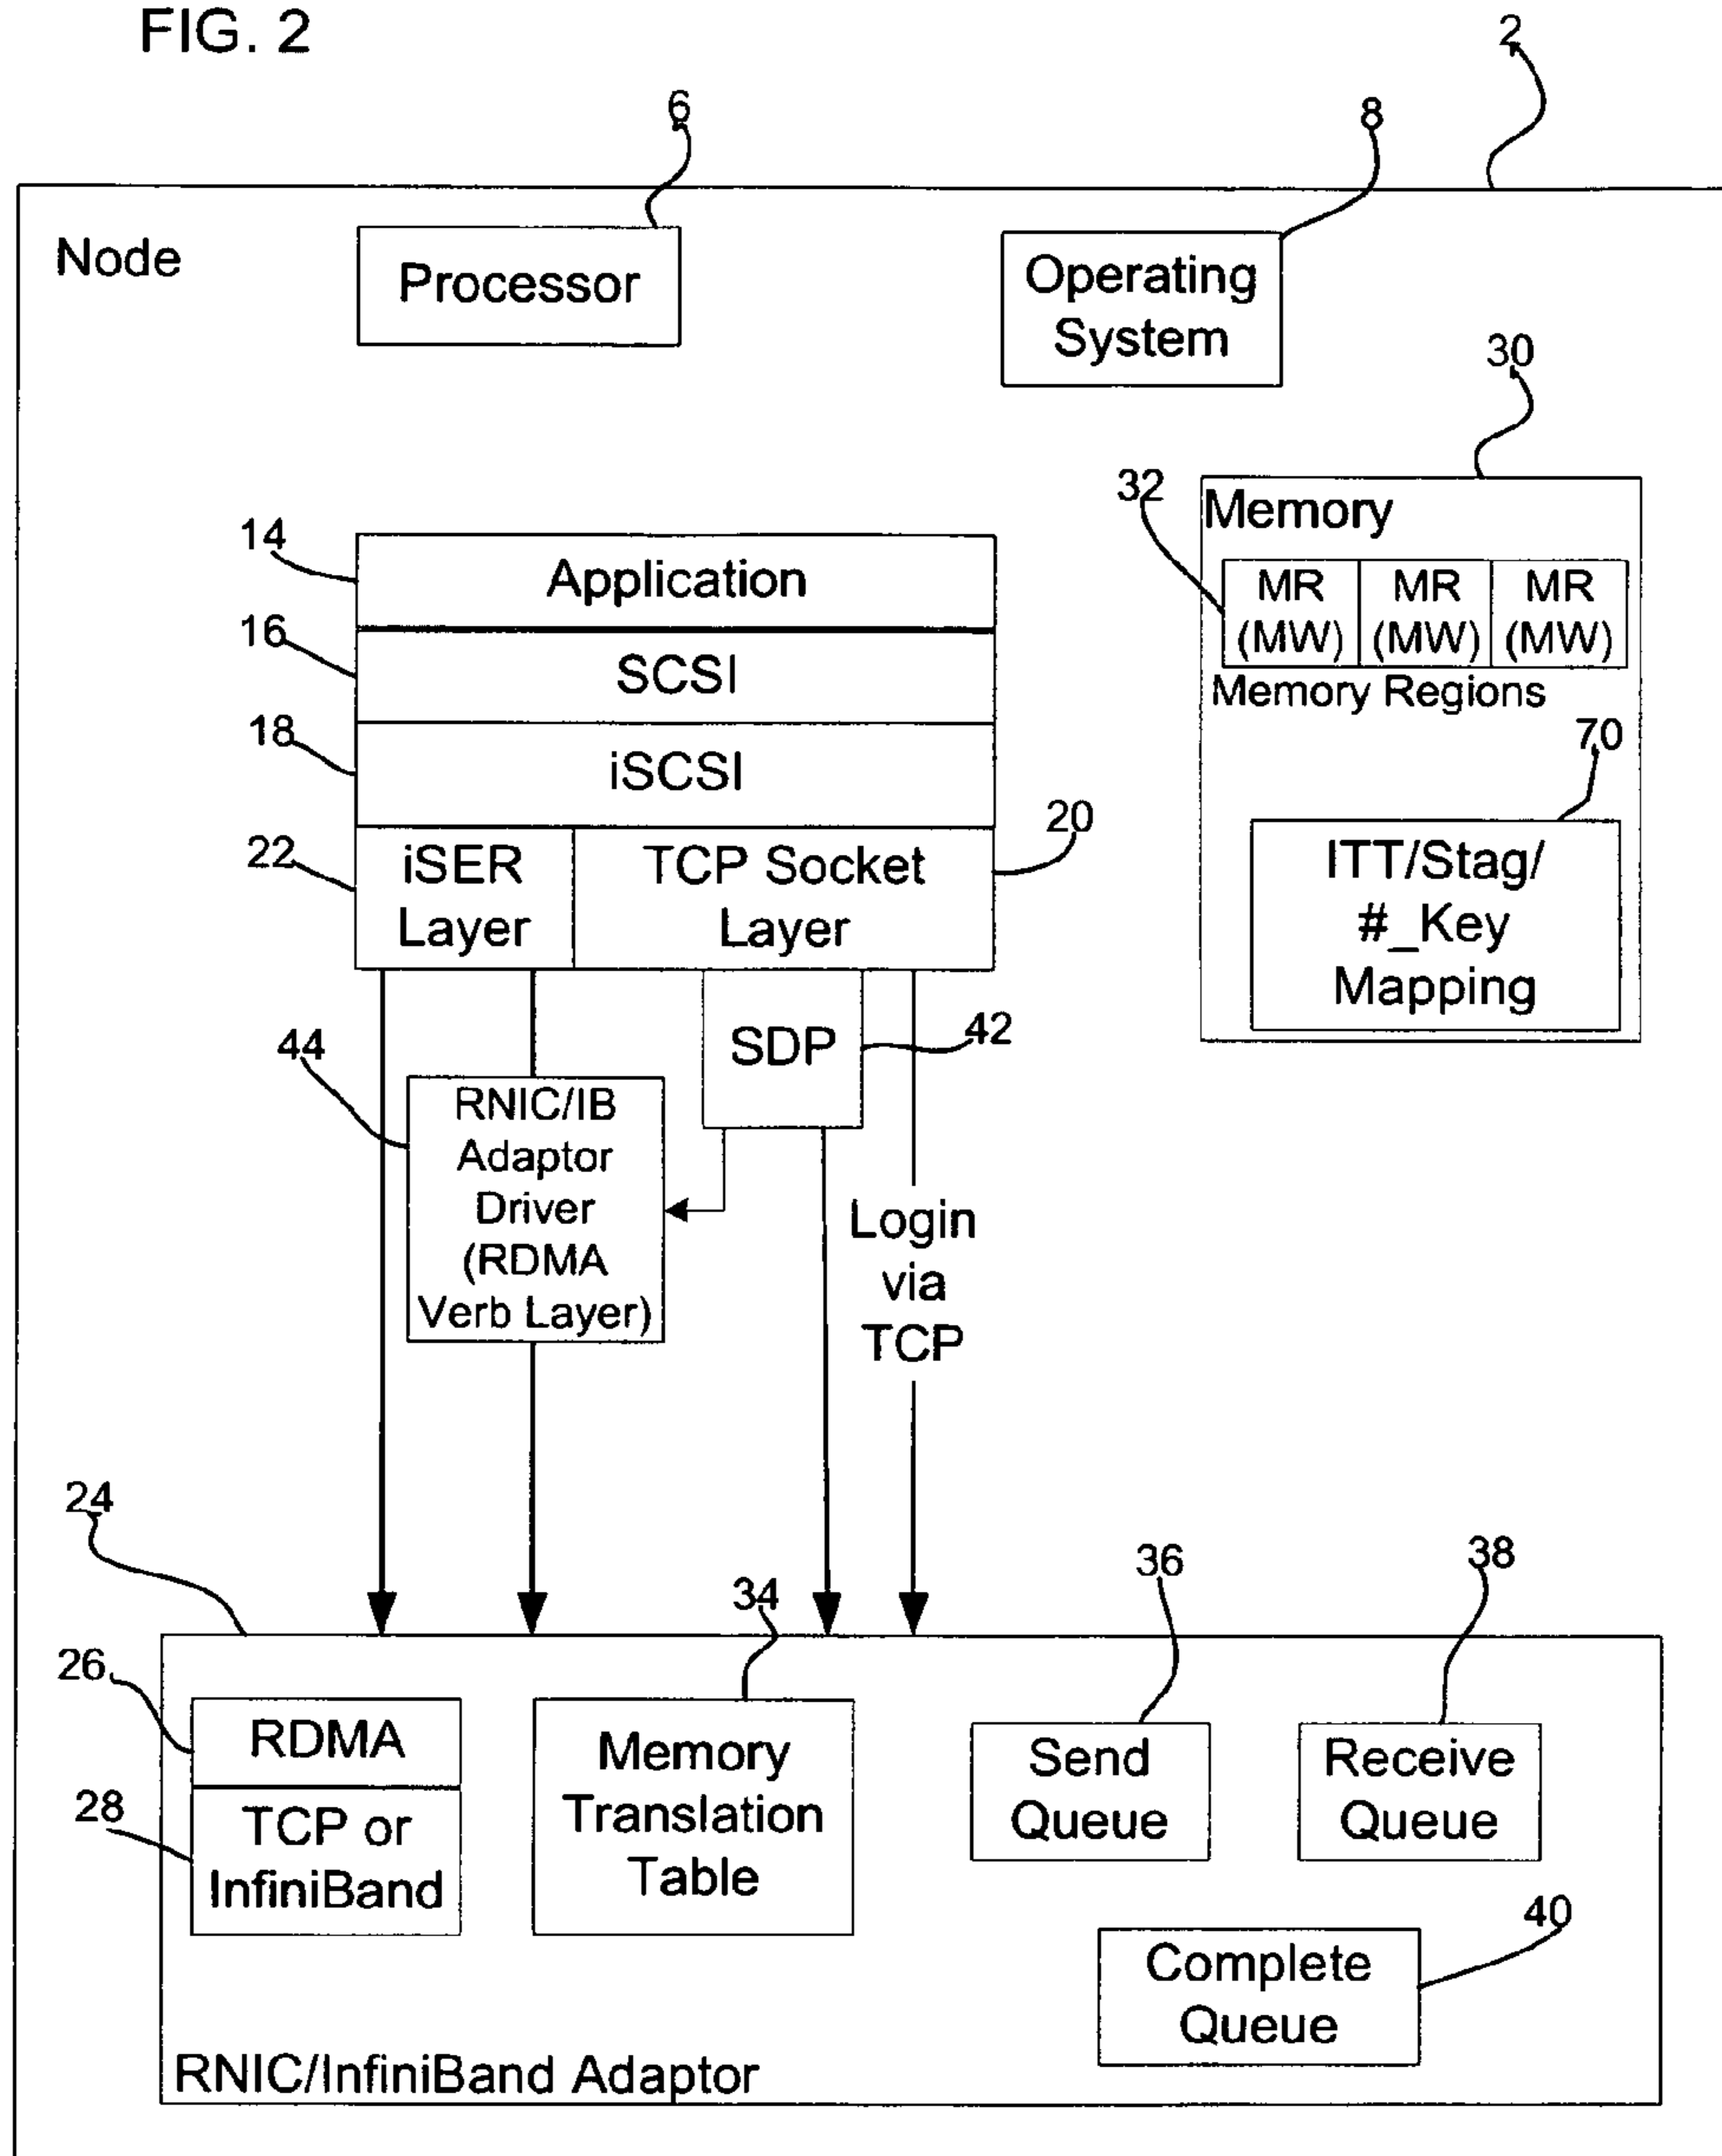 FIG. 2
2
6
8
Node
Processor
Operating
System
30
32
Memory
MR
(MW)
MR
(MW)
MR
(MW)
Memory Regions
70
ITT/Stag/
#_Key
Mapping
14
Application
16
SCSI
18
iSCSI
20
22
iSER
Layer
TCP Socket
Layer
SDP
42
44
RNIC/IB
Adaptor
Driver
(RDMA
Verb Layer)
Login
via
TCP
24
34
36
38
26
RDMA
28
TCP or
InfiniBand
Memory
Translation
Table
Send
Queue
Receive
Queue
40
Complete
Queue
RNIC/InfiniBand Adaptor